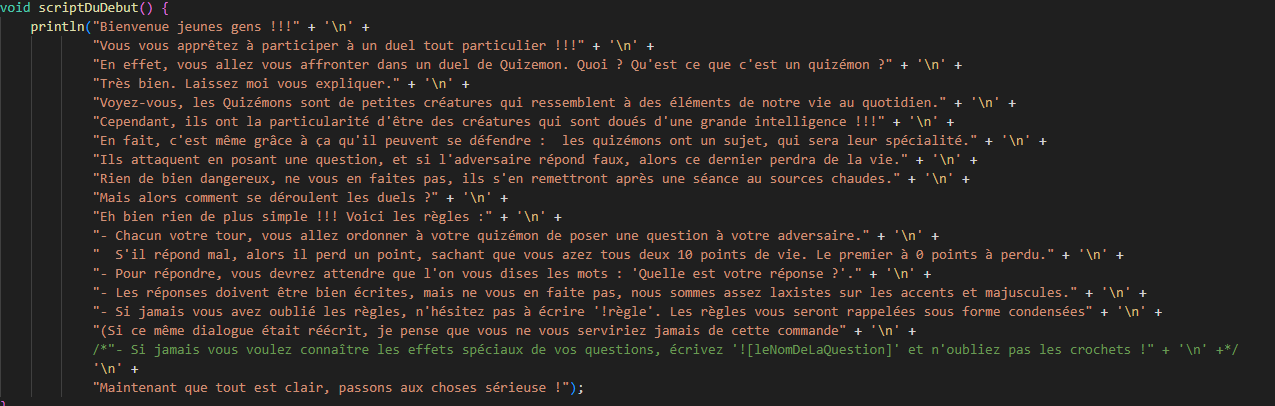 void scriptDuDebut() {
println("Bienvenue jeunes gens !!!" + '\n' +
"Vous vous apprêtez à participer à un duel tout particulier !!!" + '\n' +
"En effet, vous allez vous affronter dans un duel de Quizemon. Quoi ? Qu'est ce que c'est un quizémon ?" + '\n' +
"Très bien. Laissez moi vous expliquer." + '\n' +
"Voyez-vous, les Quizémons sont de petites créatures qui ressemblent à des éléments de notre vie au quotidien." + '\n' +
"Cependant, ils ont la particularité d'être des créatures qui sont doués d'une grande intelligence !!!" + '\n' +
"En fait, c'est même grâce à ça qu'il peuvent se défendre :  les quizémons ont un sujet, qui sera leur spécialité." + '\n' +
"Ils attaquent en posant une question, et si l'adversaire répond faux, alors ce dernier perdra de la vie." + '\n' +
"Rien de bien dangereux, ne vous en faites pas, ils s'en remettront après une séance au sources chaudes." + '\n' +
"Mais alors comment se déroulent les duels ?" + '\n' +
"Eh bien rien de plus simple !!! Voici les règles :" + '\n' +
"- Chacun votre tour, vous allez ordonner à votre quizémon de poser une question à votre adversaire." + '\n' +
"  S'il répond mal, alors il perd un point, sachant que vous azez tous deux 10 points de vie. Le premier à 0 points à perdu." + '\n' +
"- Pour répondre, vous devrez attendre que l'on vous dises les mots : 'Quelle est votre réponse ?'." + '\n' +
"- Les réponses doivent être bien écrites, mais ne vous en faite pas, nous sommes assez laxistes sur les accents et majuscules." + '\n' +
"- Si jamais vous avez oublié les règles, n'hésitez pas à écrire '!règle'. Les règles vous seront rappelées sous forme condensées" + '\n' +
"(Si ce même dialogue était réécrit, je pense que vous ne vous serviriez jamais de cette commande" + '\n' +
/*"- Si jamais vous voulez connaître les effets spéciaux de vos questions, écrivez '![leNomDeLaQuestion]' et n'oubliez pas les crochets !" + '\n' +*/
'\n' +
"Maintenant que tout est clair, passons aux choses sérieuse !");
}